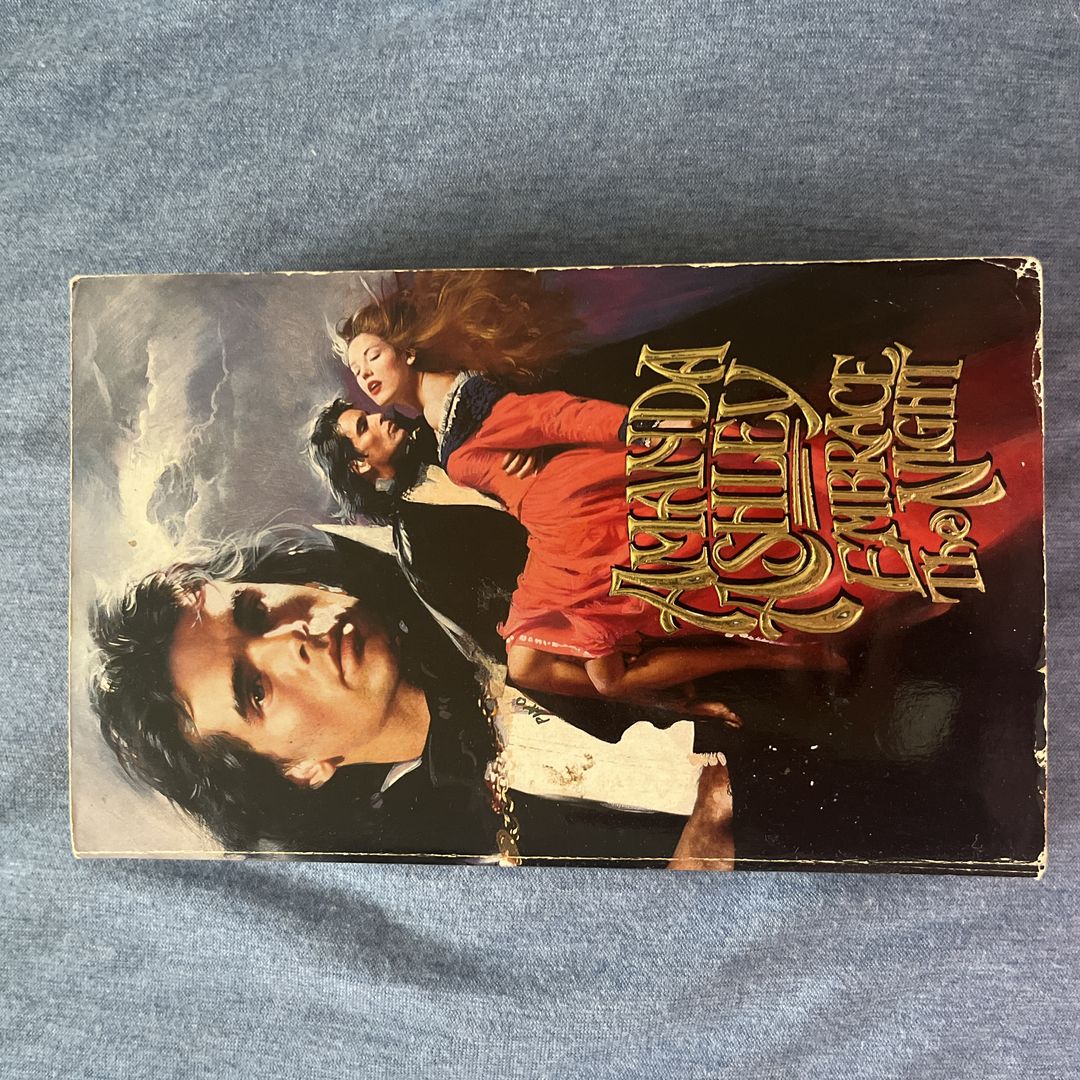 AMANDA
ASHLEY
EMBRACE
The NIGHT